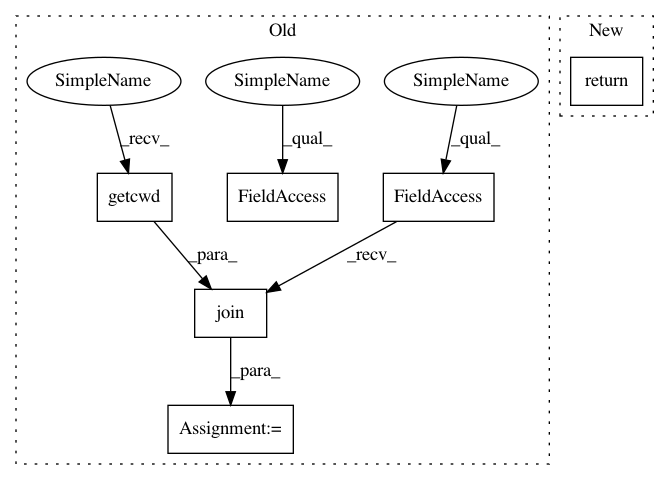 Old
New
SimpleName
SimpleName
SimpleName
return
_recv_
_qual_
_qual_
getcwd
FieldAccess
FieldAccess
_para_
_recv_
join
_para_
Assignment:=